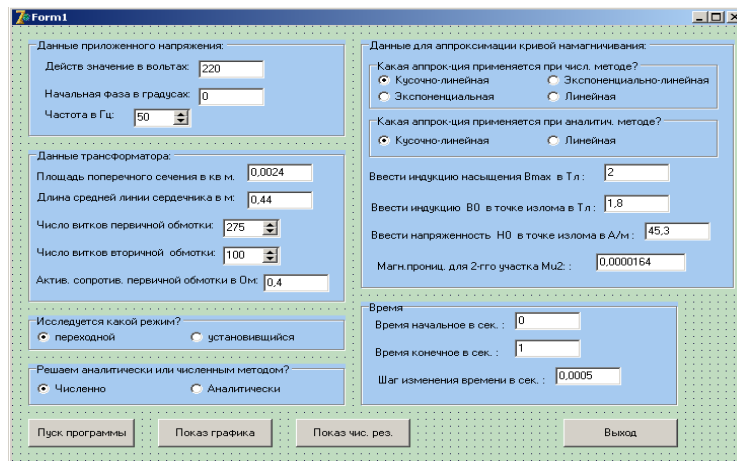 Form1
Данные приложенного напряжения:
Действ значение в вольтах: 220
Начальная фаза в градусах: 0
Частота в Гц: 50
Данные трансформатора:
Площадь поперечного сечения в кв м. 0,0024
Длина средней линии сердечника в м: 0,44
Число витков первичной обмотки: 275
Число витков вторичной обмотки: 100
Актив. сопротив. первичной обмотки в Ом: 0,4
Исследуется какой режим?
переходной установившийся
Решаем аналитически или численным методом?
Численно Аналитически
Данные для аппроксимации кривой намагничивания:
Какая аппрок-ция применяется при числ. методе?
Кусочно-линейная Экспоненциально-линейная
Экспоненциальная Линейная
Какая аппрок-ция применяется при аналитич. методе?
Кусочно-линейная Линейная
Ввести индукцию насыщения Bmax в Тл : 2
Ввести индукцию B0 в точке излома в Тл : 1,8
Ввести напряженность H0 в точке излома в А/м : 45,3
Магн.прониц. для 2-гго участка Mu2: : 0,0000164
Время
Время начальное в сек. : 0
Время конечное в сек. : 1
Шаг изменения времени в сек. : 0,0005
Пуск программы Показ графика Показ чис. рез. Выход